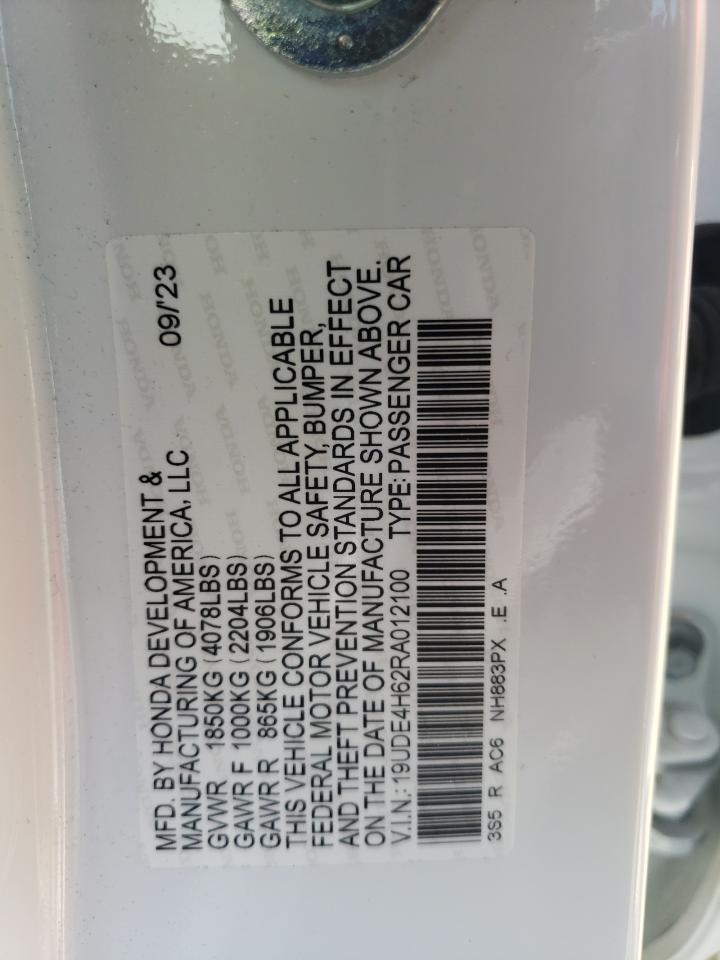 MFD. BY HONDA DEVELOPMENT &
MANUFACTURING OF AMERICA, LLC 09/'23
GVWR 1850KG (4078LBS)
GAWR F 1000KG (2204LBS)
GAWR R 865KG (1906LBS)
THIS VEHICLE CONFORMS TO ALL APPLICABLE
FEDERAL MOTOR VEHICLE SAFETY, BUMPER,
AND THEFT PREVENTION STANDARDS IN EFFECT
ON THE DATE OF MANUFACTURE SHOWN ABOVE.
V.I.N.:19UDE4H62RA012100 TYPE:PASSENGER CAR
3S5 R AC6 NH883PX .E .A